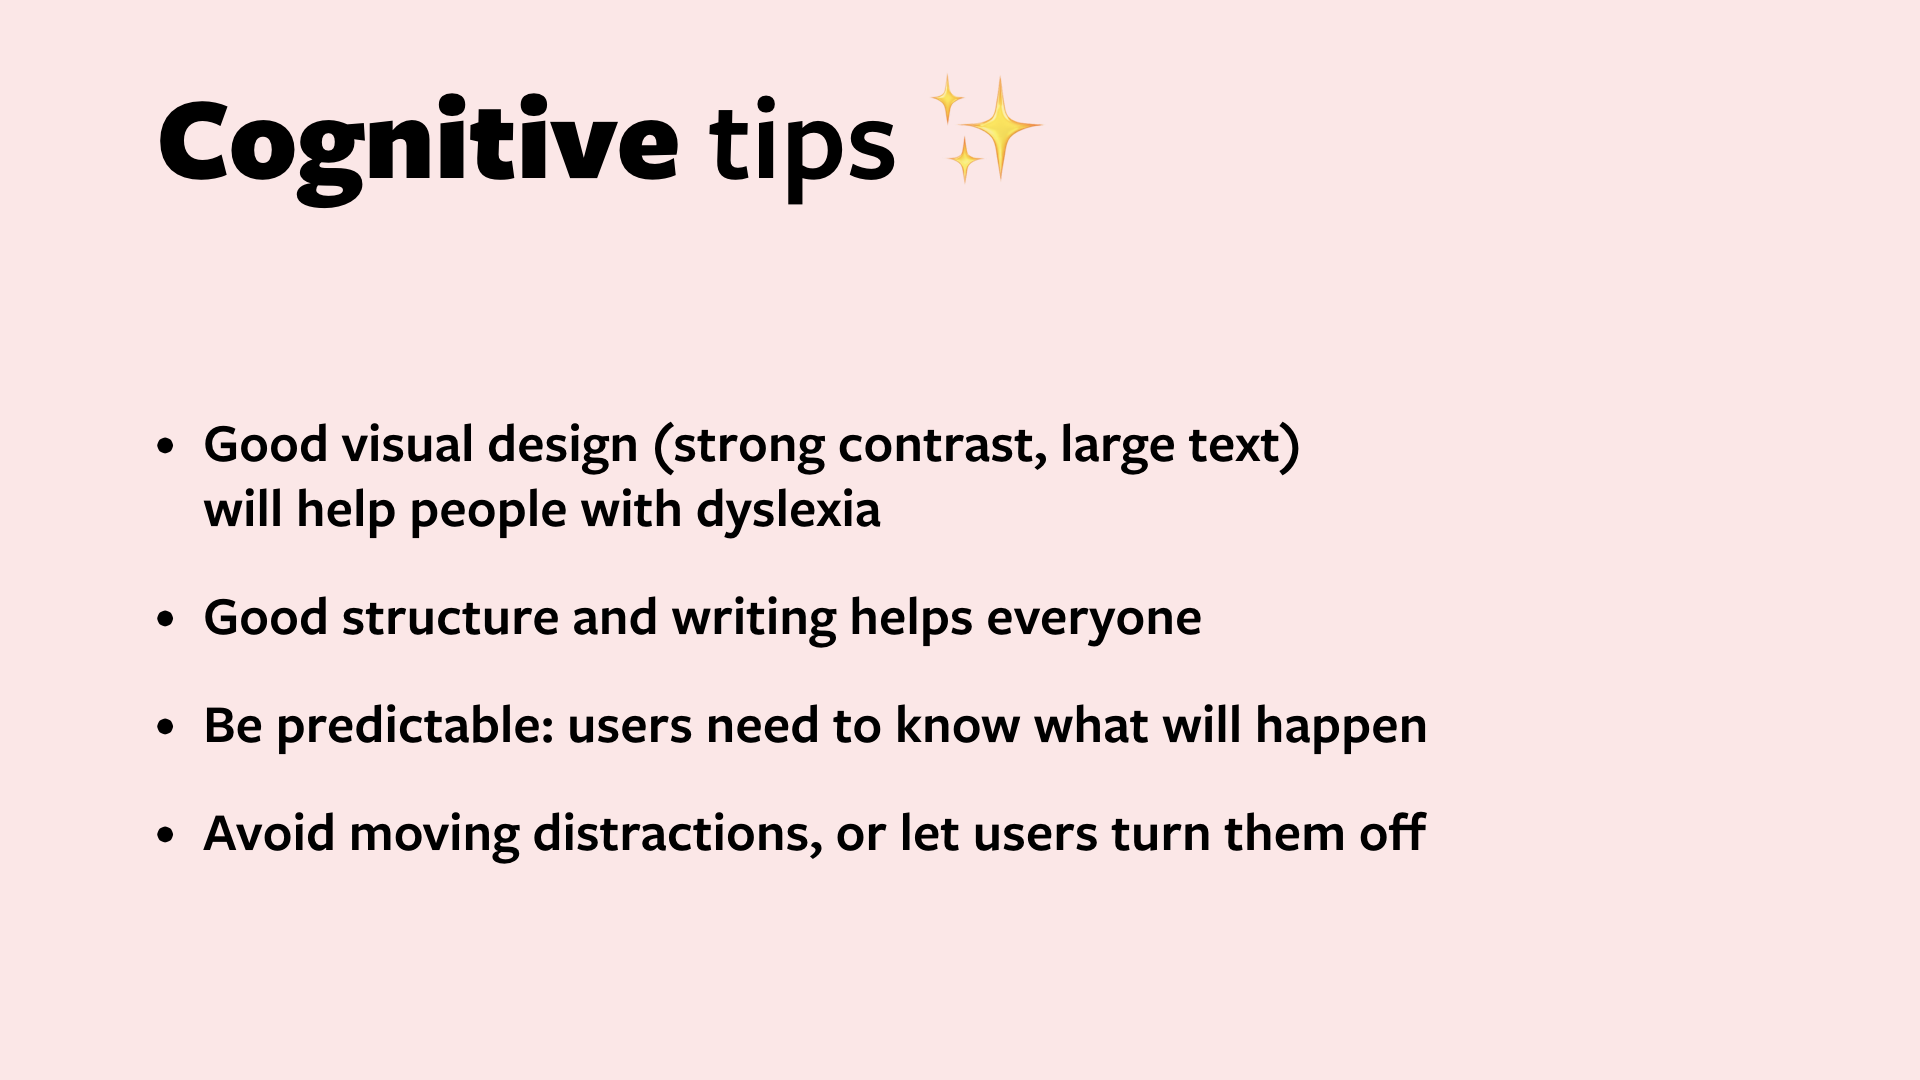 Cognitive tips ✨
• Good visual design (strong contrast, large text)
will help people with dyslexia
• Good structure and writing helps everyone
• Be predictable: users need to know what will happen
• Avoid moving distractions, or let users turn them off